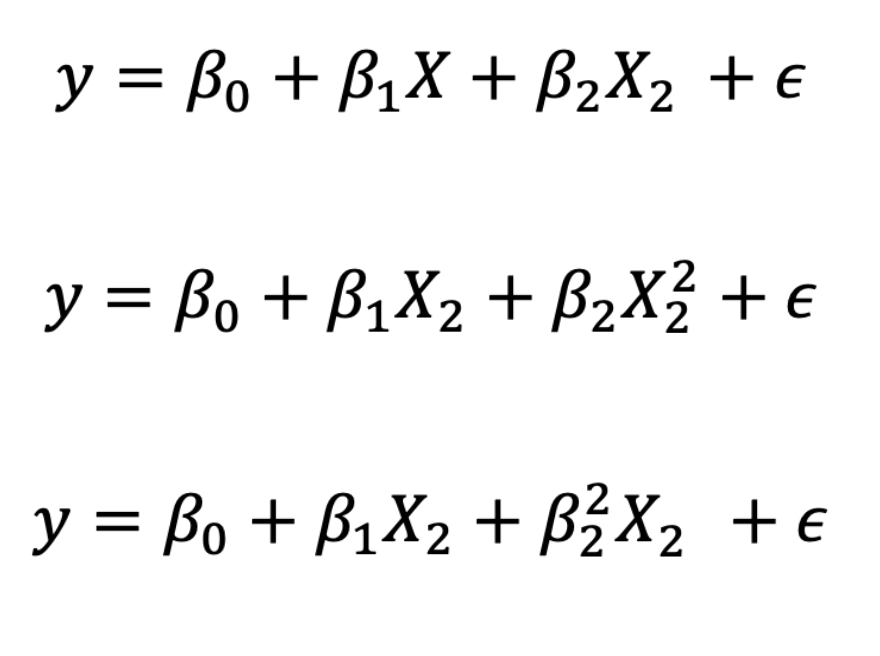 y = β₀ + β₁X + β₂X₂ + ϵ
y = β₀ + β₁X₂ + β₂X₂² + ϵ
y = β₀ + β₁X₂ + β₂²X₂ + ϵ